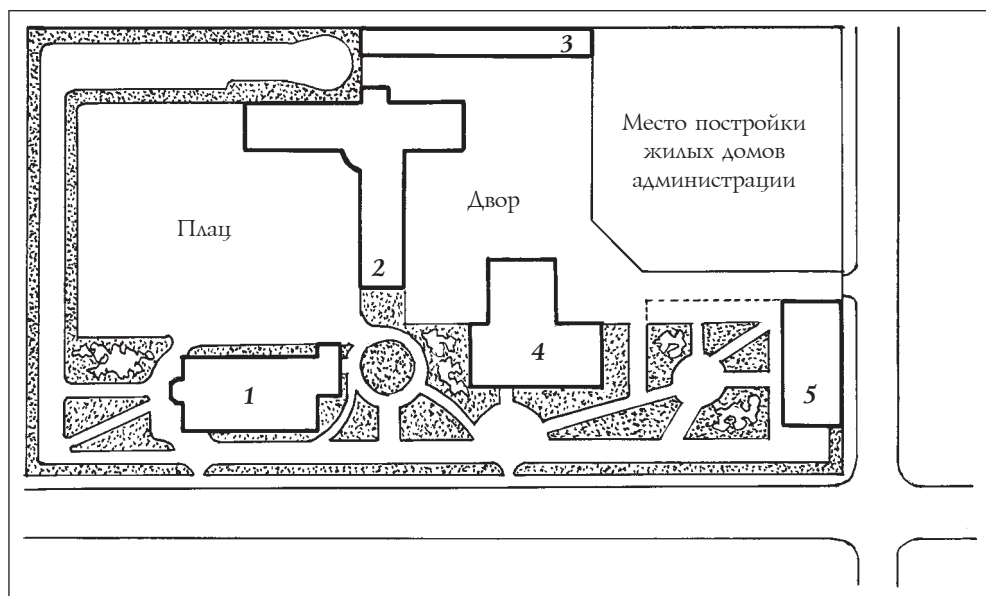 3
Место постройки
жилых домов
администрации
Двор
Плац
2
4
1
5